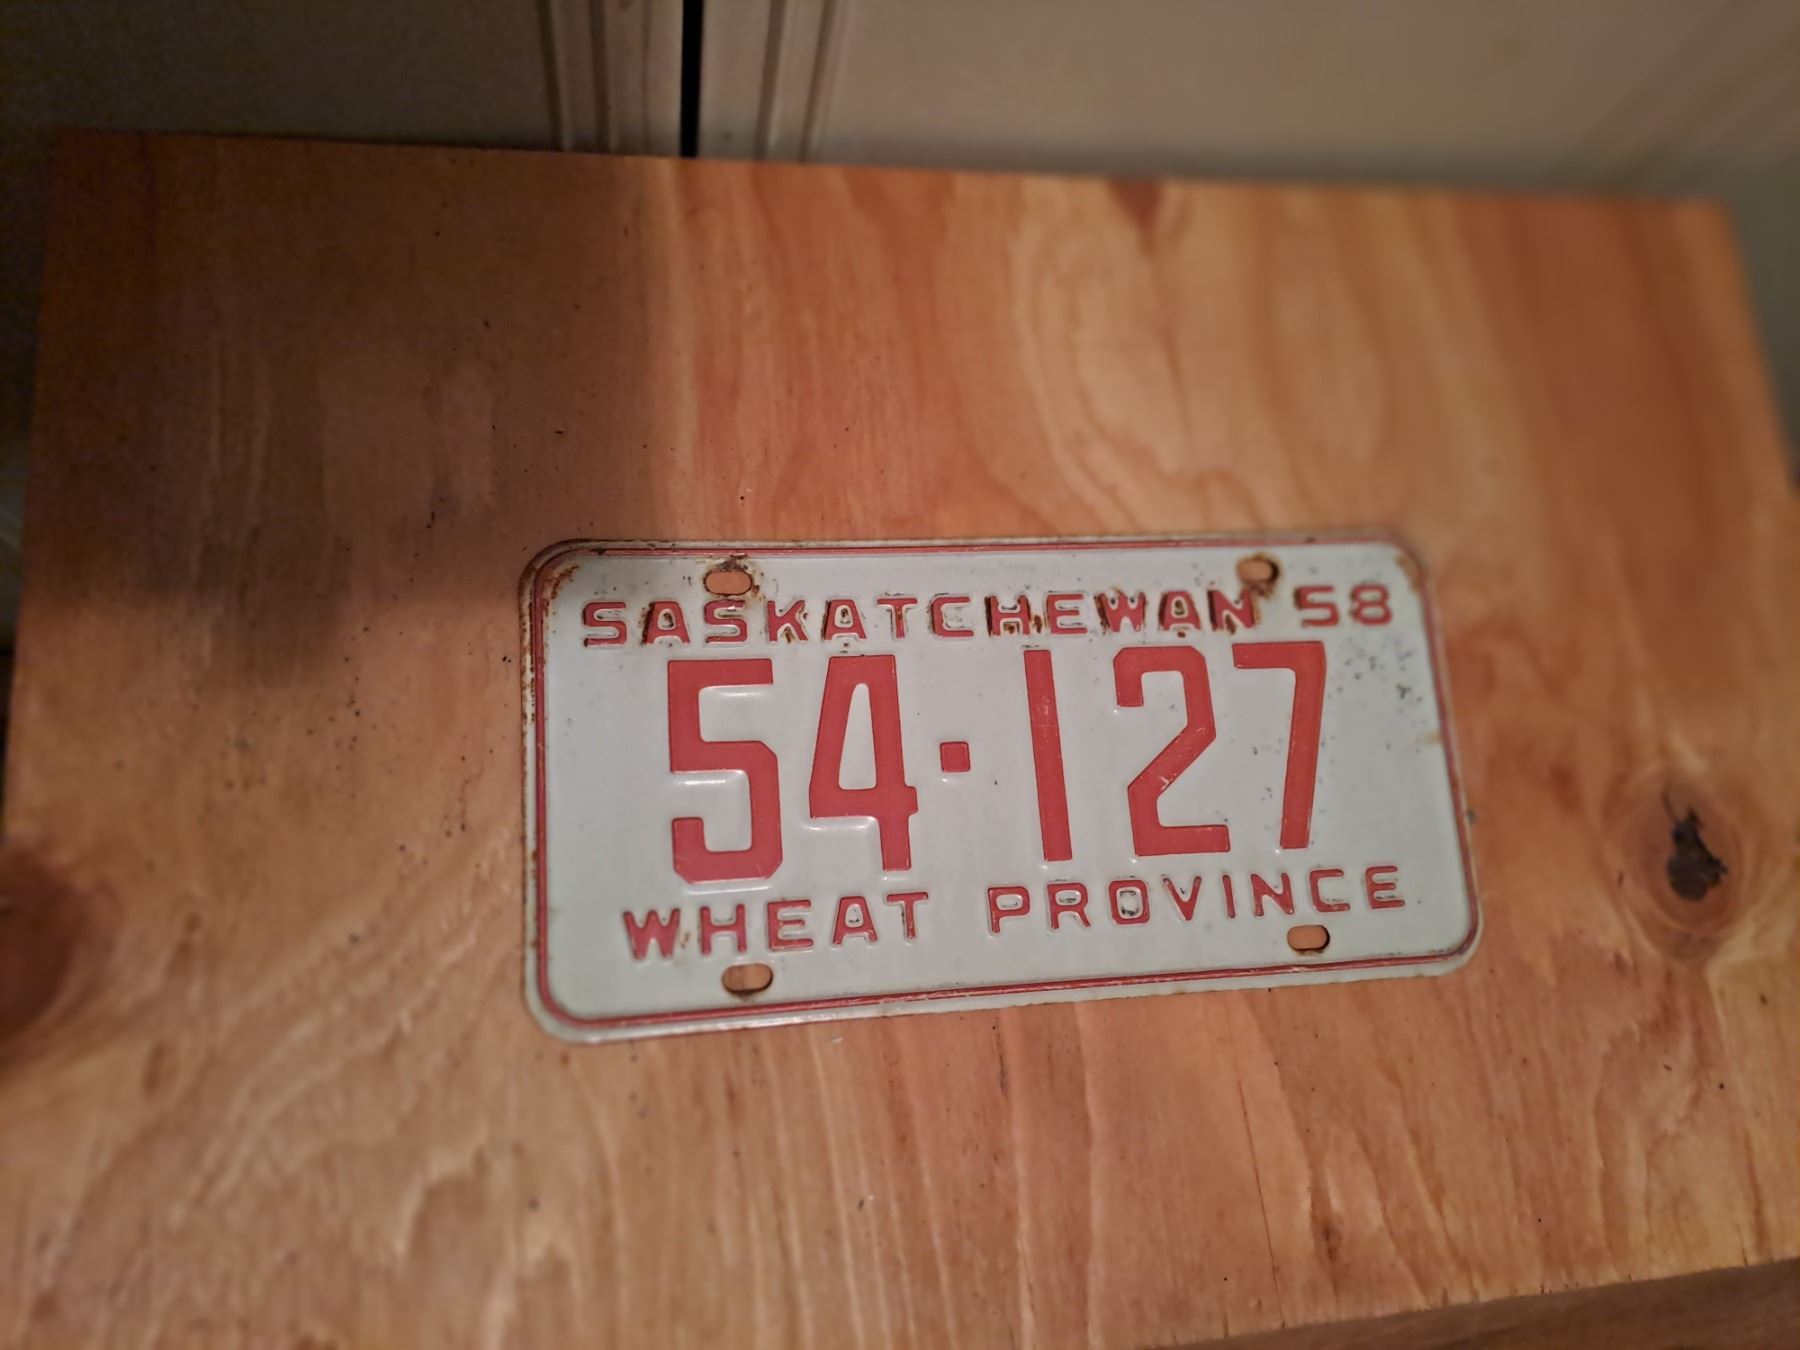 SASKATCHEWAN 58
54·127
WHEAT PROVINCE